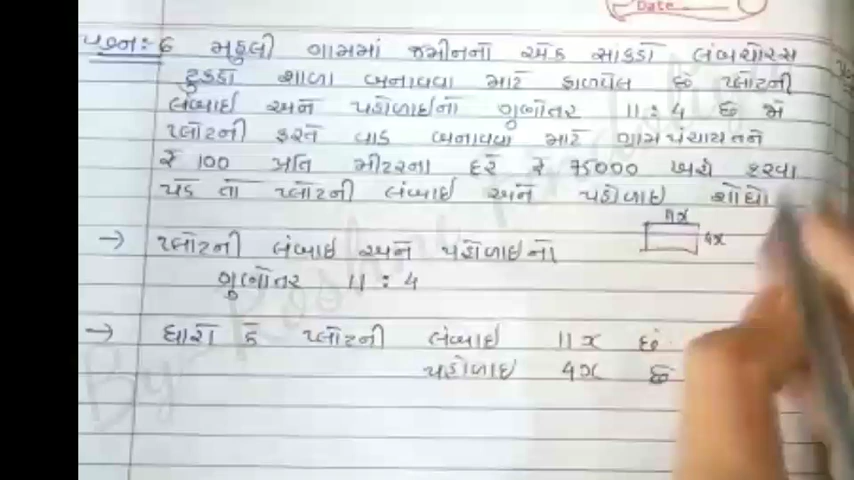 Date
પ્રશ્ન: 6 મહુલી ગામમાં જમીનનો એક સાંકડો લંબચોરસ
ટુકડો શાળા બનાવવા માટે ફાળવેલ છે પ્લોટની
લંબાઈ અને પહોળાઈનો ગુણોતર 11 : 4 છે જો
પ્લોટની ફરતે વાડ બનાવવા માટે ગ્રામ પંચાયતને
રૂ 100 પ્રતિ મીટરના દરે રૂ 75000 ખર્ચ કરવા
પડે તો પ્લોટની લંબાઈ અને પહોળાઈ શોધો
11x
4x
→ પ્લોટની લંબાઈ અને પહોળાઈનો
ગુણોતર 11 : 4
→ ધારો કે પ્લોટની લંબાઈ 11x છે.
પહોળાઈ 4x છે